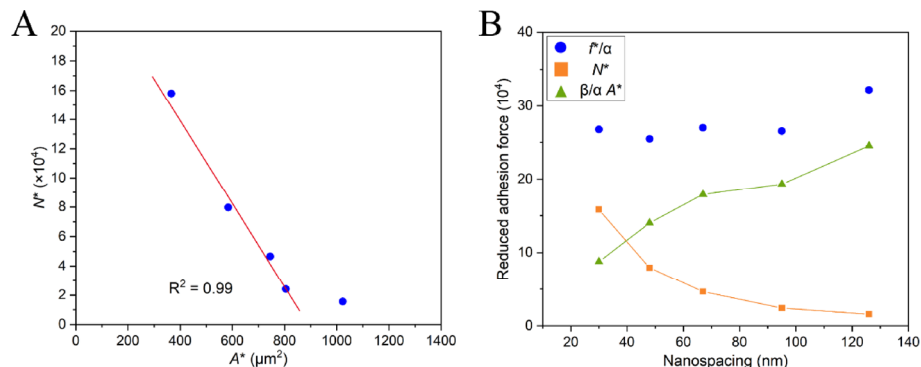 A
N* (×10⁴)
20
18
16
14
12
10
8
6
4
2
0
R² = 0.99
0 200 400 600 800 1000 1200 1400
A* (µm²)
B
Reduced adhesion force (10⁴)
40
30
20
10
0
f*/α
N*
β/α A*
20 40 60 80 100 120 140
Nanospacing (nm)